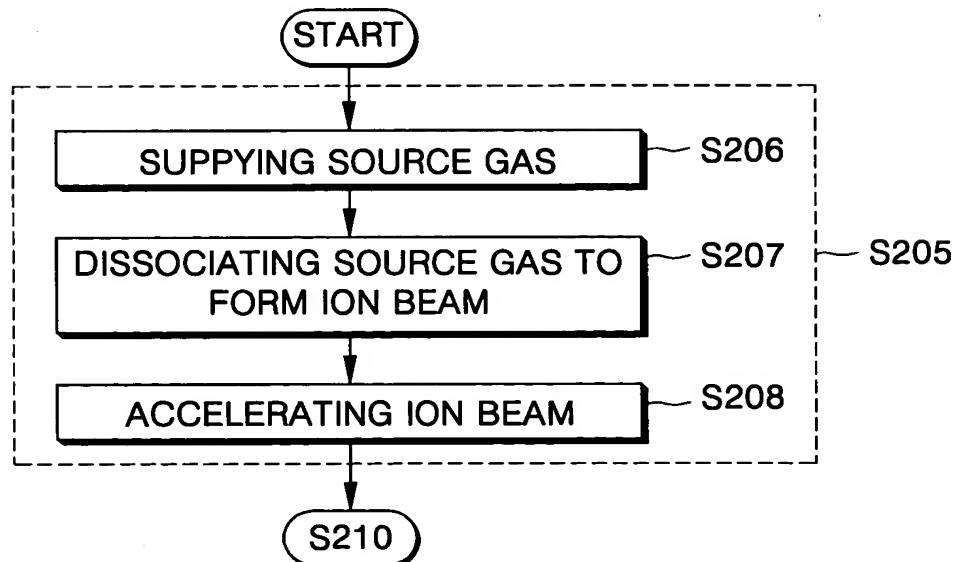 START
SUPPYING SOURCE GAS
S206
DISSOCIATING SOURCE GAS TO
FORM ION BEAM
S207
S205
ACCELERATING ION BEAM
S208
S210